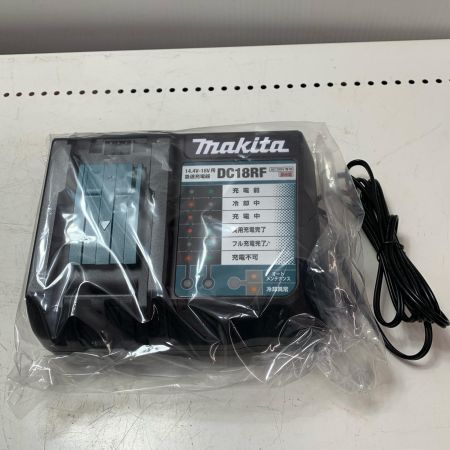 makita
14.4V-18V用
急速充電器 DC18RF
充電前
冷却中
充電中
実用充電完了
フル充電完了♪
充電不可
オート
メンテナンス
冷却異常